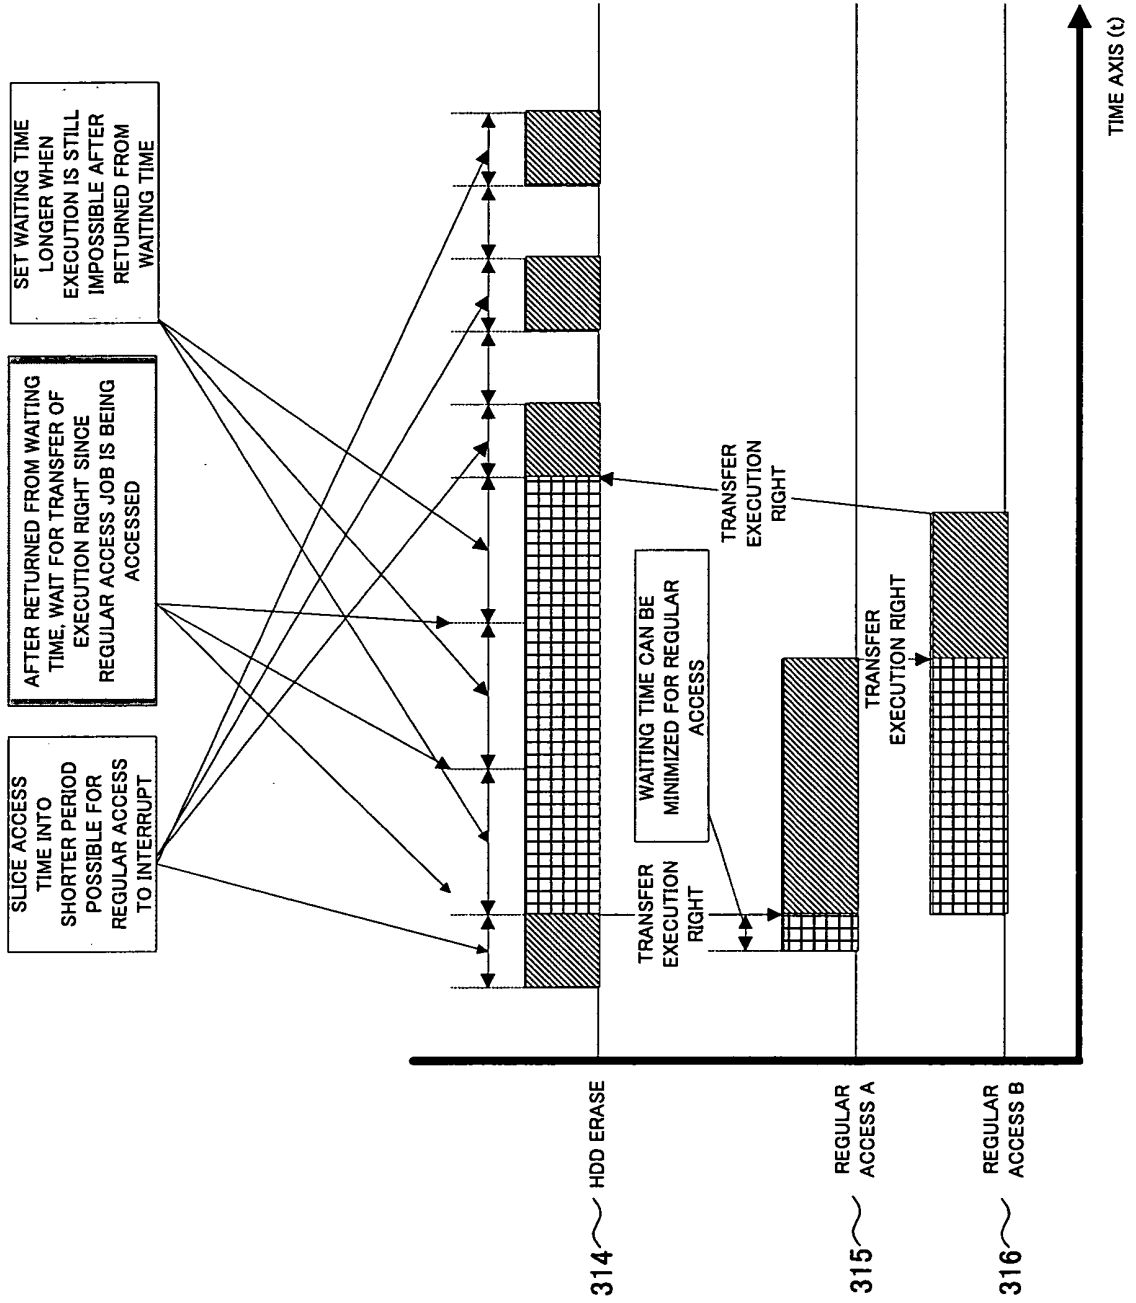 SLICE ACCESS
TIME INTO
SHORTER PERIOD
POSSIBLE FOR
REGULAR ACCESS
TO INTERRUPT
AFTER RETURNED FROM WAITING
TIME, WAIT FOR TRANSFER OF
EXECUTION RIGHT SINCE
REGULAR ACCESS JOB IS BEING
ACCESSED
SET WAITING TIME
LONGER WHEN
EXECUTION IS STILL
IMPOSSIBLE AFTER
RETURNED FROM
WAITING TIME
314
HDD ERASE
TRANSFER
EXECUTION
RIGHT
WAITING TIME CAN BE
MINIMIZED FOR REGULAR
ACCESS
TRANSFER
EXECUTION
RIGHT
315
REGULAR
ACCESS A
TRANSFER
EXECUTION RIGHT
316
REGULAR
ACCESS B
TIME AXIS (t)